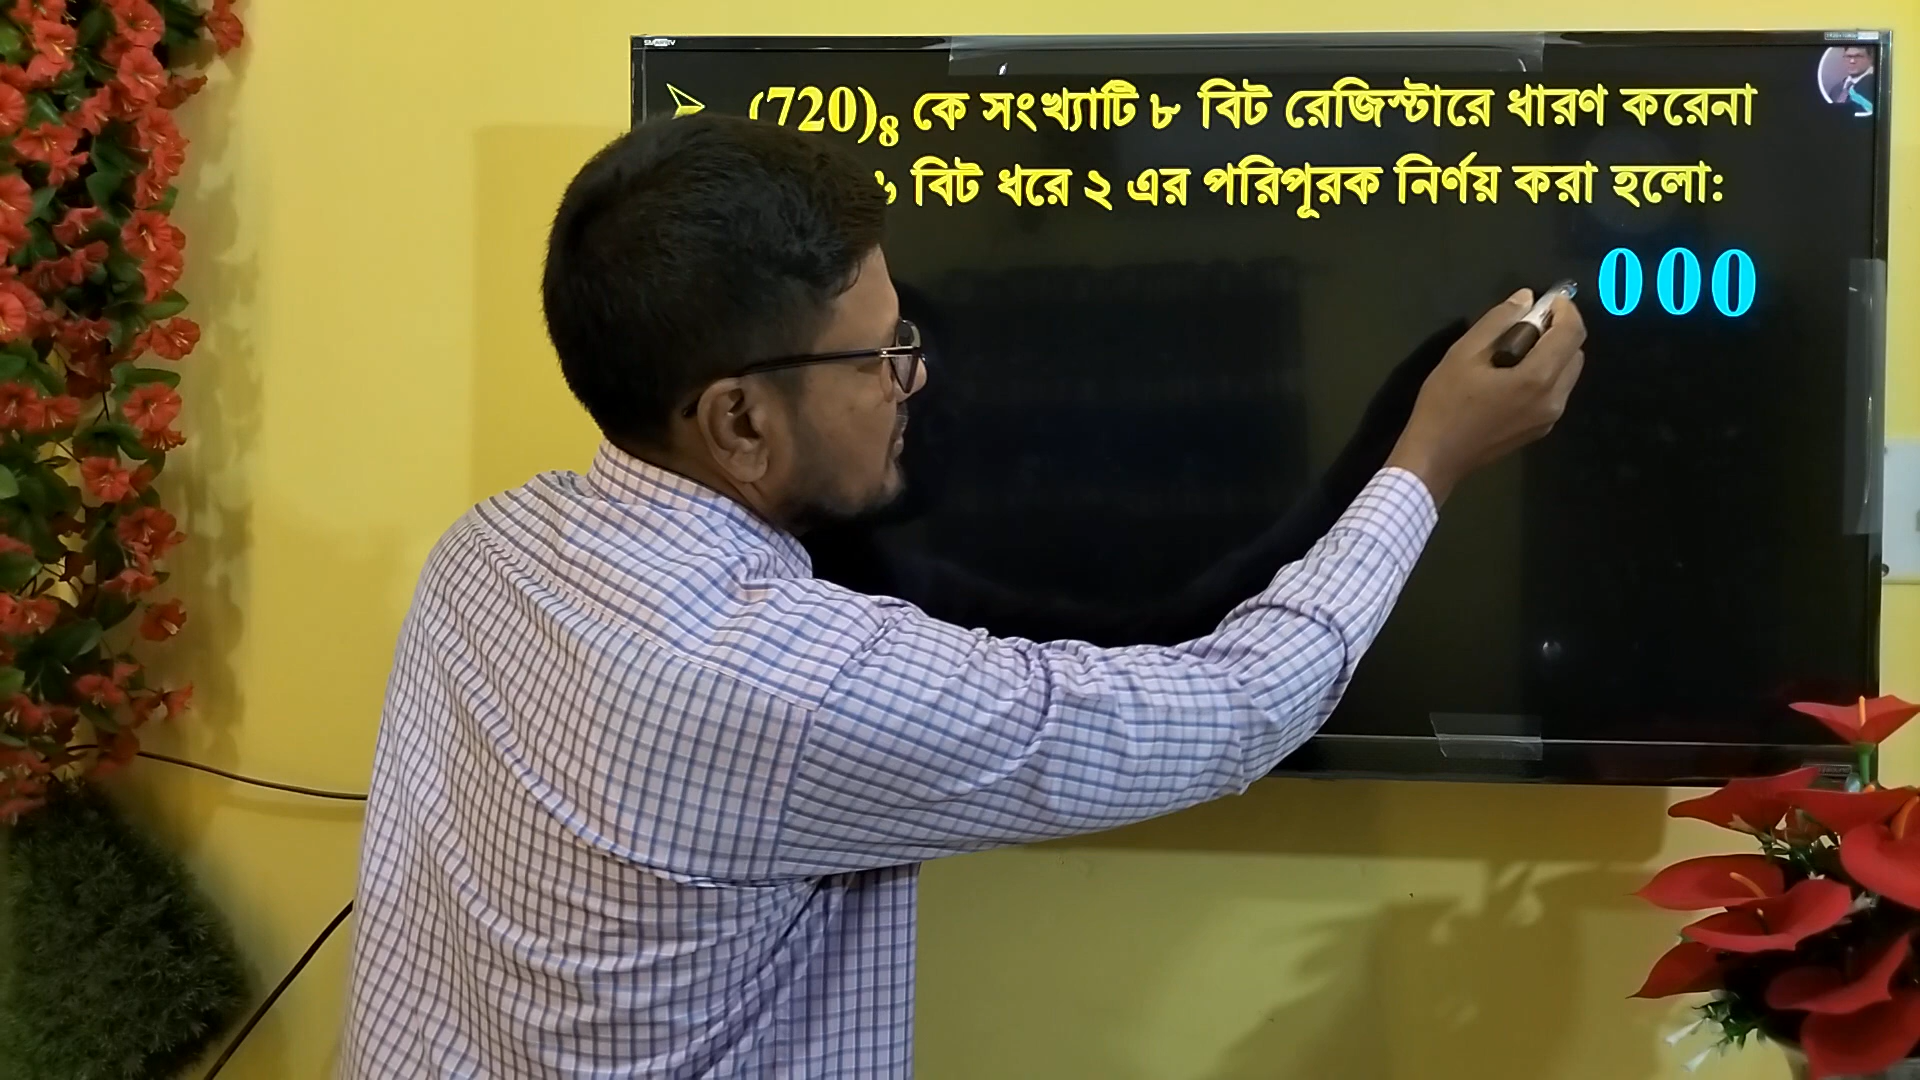 (720)₈ কে সংখ্যাটি ৮ বিট রেজিস্টারে ধারণ করেনা
বিট ধরে ২ এর পরিপূরক নির্ণয় করা হলো:
000